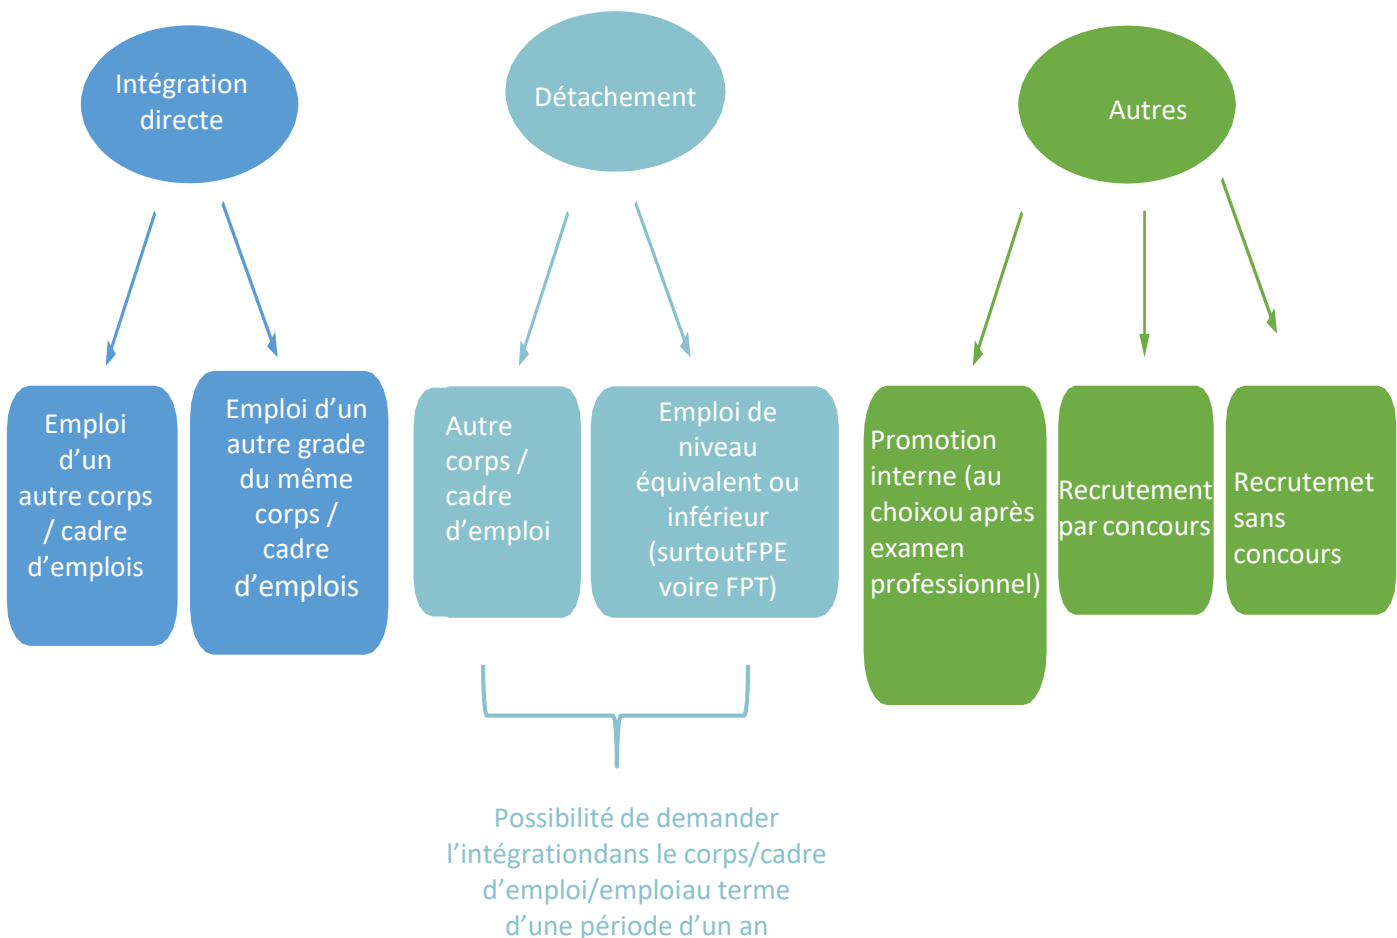 Intégration
directe
Détachement
Autres
Emploi
d’un
autre corps
/ cadre
d’emplois
Emploi d’un
autre grade
du même
corps /
cadre
d’emplois
Autre
corps /
cadre
d’emploi
Emploi de
niveau
équivalent ou
inférieur
(surtoutFPE
voire FPT)
Promotion
interne (au
choixou après
examen
professionnel)
Recrutement
par concours
Recrutemet
sans
concours
Possibilité de demander
l’intégrationdans le corps/cadre
d’emploi/emploiau terme
d’une période d’un an